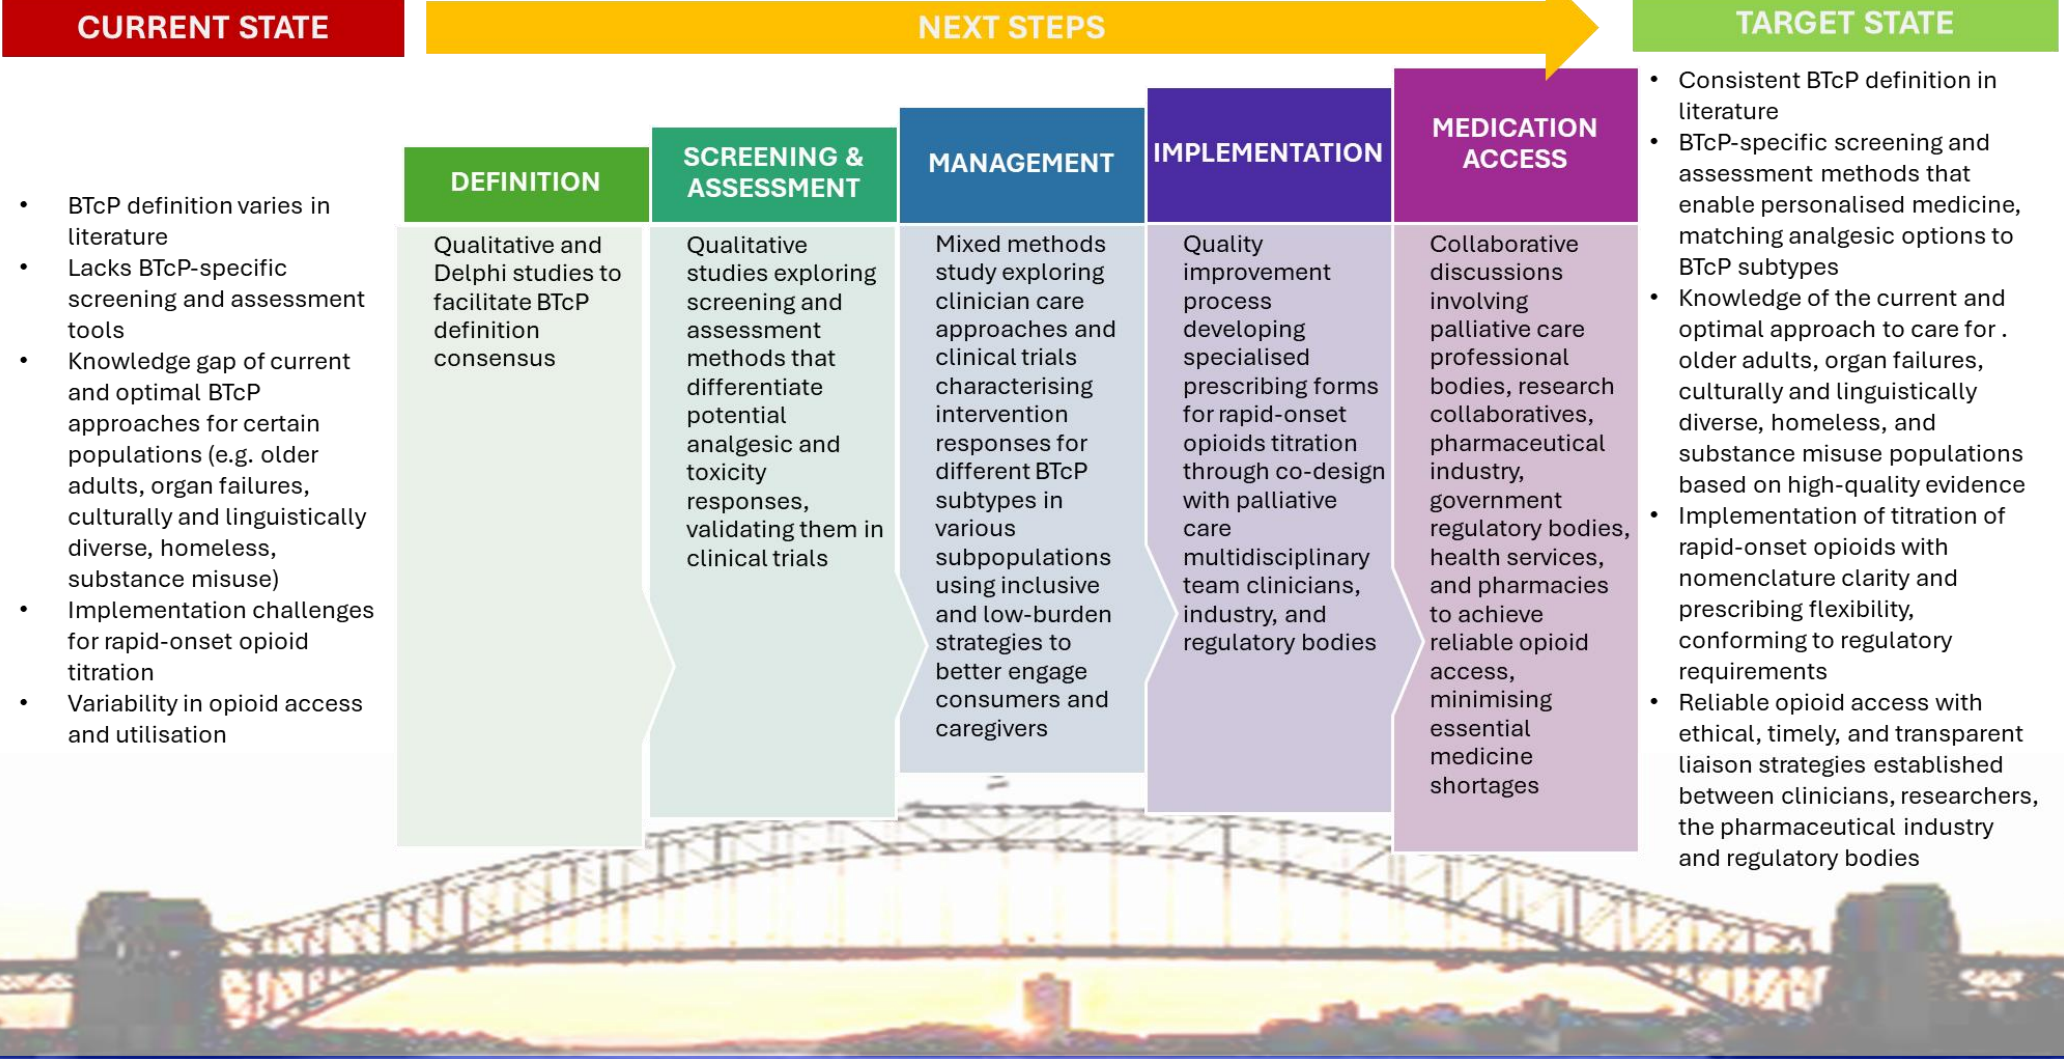 CURRENT STATE
NEXT STEPS
TARGET STATE
• BTcP definition varies in
literature
• Lacks BTcP-specific
screening and assessment
tools
• Knowledge gap of current
and optimal BTcP
approaches for certain
populations (e.g. older
adults, organ failures,
culturally and linguistically
diverse, homeless,
substance misuse)
• Implementation challenges
for rapid-onset opioid
titration
• Variability in opioid access
and utilisation
DEFINITION
Qualitative and
Delphi studies to
facilitate BTcP
definition
consensus
SCREENING &
ASSESSMENT
Qualitative
studies exploring
screening and
assessment
methods that
differentiate
potential
analgesic and
toxicity
responses,
validating them in
clinical trials
MANAGEMENT
Mixed methods
study exploring
clinician care
approaches and
clinical trials
characterising
intervention
responses for
different BTcP
subtypes in
various
subpopulations
using inclusive
and low-burden
strategies to
better engage
consumers and
caregivers
IMPLEMENTATION
Quality
improvement
process
developing
specialised
prescribing forms
for rapid-onset
opioids titration
through co-design
with palliative
care
multidisciplinary
team clinicians,
industry, and
regulatory bodies
MEDICATION
ACCESS
Collaborative
discussions
involving
palliative care
professional
bodies, research
collaboratives,
pharmaceutical
industry,
government
regulatory bodies,
health services,
and pharmacies
to achieve
reliable opioid
access,
minimising
essential
medicine
shortages
• Consistent BTcP definition in
literature
• BTcP-specific screening and
assessment methods that
enable personalised medicine,
matching analgesic options to
BTcP subtypes
• Knowledge of the current and
optimal approach to care for .
older adults, organ failures,
culturally and linguistically
diverse, homeless, and
substance misuse populations
based on high-quality evidence
• Implementation of titration of
rapid-onset opioids with
nomenclature clarity and
prescribing flexibility,
conforming to regulatory
requirements
• Reliable opioid access with
ethical, timely, and transparent
liaison strategies established
between clinicians, researchers,
the pharmaceutical industry
and regulatory bodies